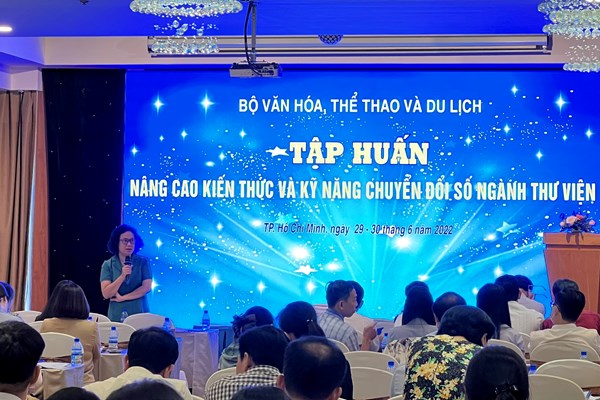 BỘ VĂN HÓA, THỂ THAO VÀ DU LỊCH
TẬP HUẤN
NÂNG CAO KIẾN THỨC VÀ KỸ NĂNG CHUYỂN ĐỔI SỐ NGÀNH THƯ VIỆN
TP. Hồ Chí Minh, ngày 29 - 30 tháng 6 năm 2022